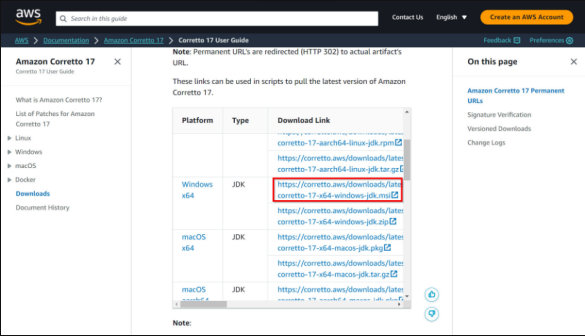 aws
Search in this guide
Contact Us
English
Create an AWS Account
AWS > Documentation > Amazon Corretto 17 > Corretto 17 User Guide
Feedback
Preferences
Amazon Corretto 17
Corretto 17 User Guide
What is Amazon Corretto 17?
List of Patches for Amazon
Corretto 17
Linux
Windows
macOS
Docker
Downloads
Document History
Note: Permanent URL's are redirected (HTTP 302) to actual artifact's
URL.
These links can be used in scripts to pull the latest version of Amazon
Corretto 17.
Platform Type Download Link
corretto-17-aarch64-linux-jdk.rpm
https://corretto.aws/downloads/late
corretto-17-aarch64-linux-jdk.tar.gz
Windows JDK https://corretto.aws/downloads/late
x64 corretto-17-x64-windows-jdk.msi
https://corretto.aws/downloads/late
corretto-17-x64-windows-jdk.zip
macOS JDK https://corretto.aws/downloads/late
x64 corretto-17-x64-macos-jdk.pkg
https://corretto.aws/downloads/late
corretto-17-x64-macos-jdk.tar.gz
macOS JDK https://corretto.aws/downloads/late
Note:
On this page
Amazon Corretto 17 Permanent
URLs
Signature Verification
Versioned Downloads
Change Logs